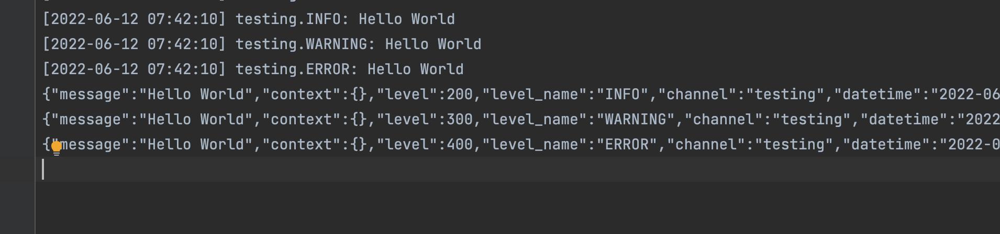 [2022-06-12 07:42:10] testing.INFO: Hello World
[2022-06-12 07:42:10] testing.WARNING: Hello World
[2022-06-12 07:42:10] testing.ERROR: Hello World
{"message":"Hello World","context":{},"level":200,"level_name":"INFO","channel":"testing","datetime":"2022-06
{"message":"Hello World","context":{},"level":300,"level_name":"WARNING","channel":"testing","datetime":"2022
{"message":"Hello World","context":{},"level":400,"level_name":"ERROR","channel":"testing","datetime":"2022-0